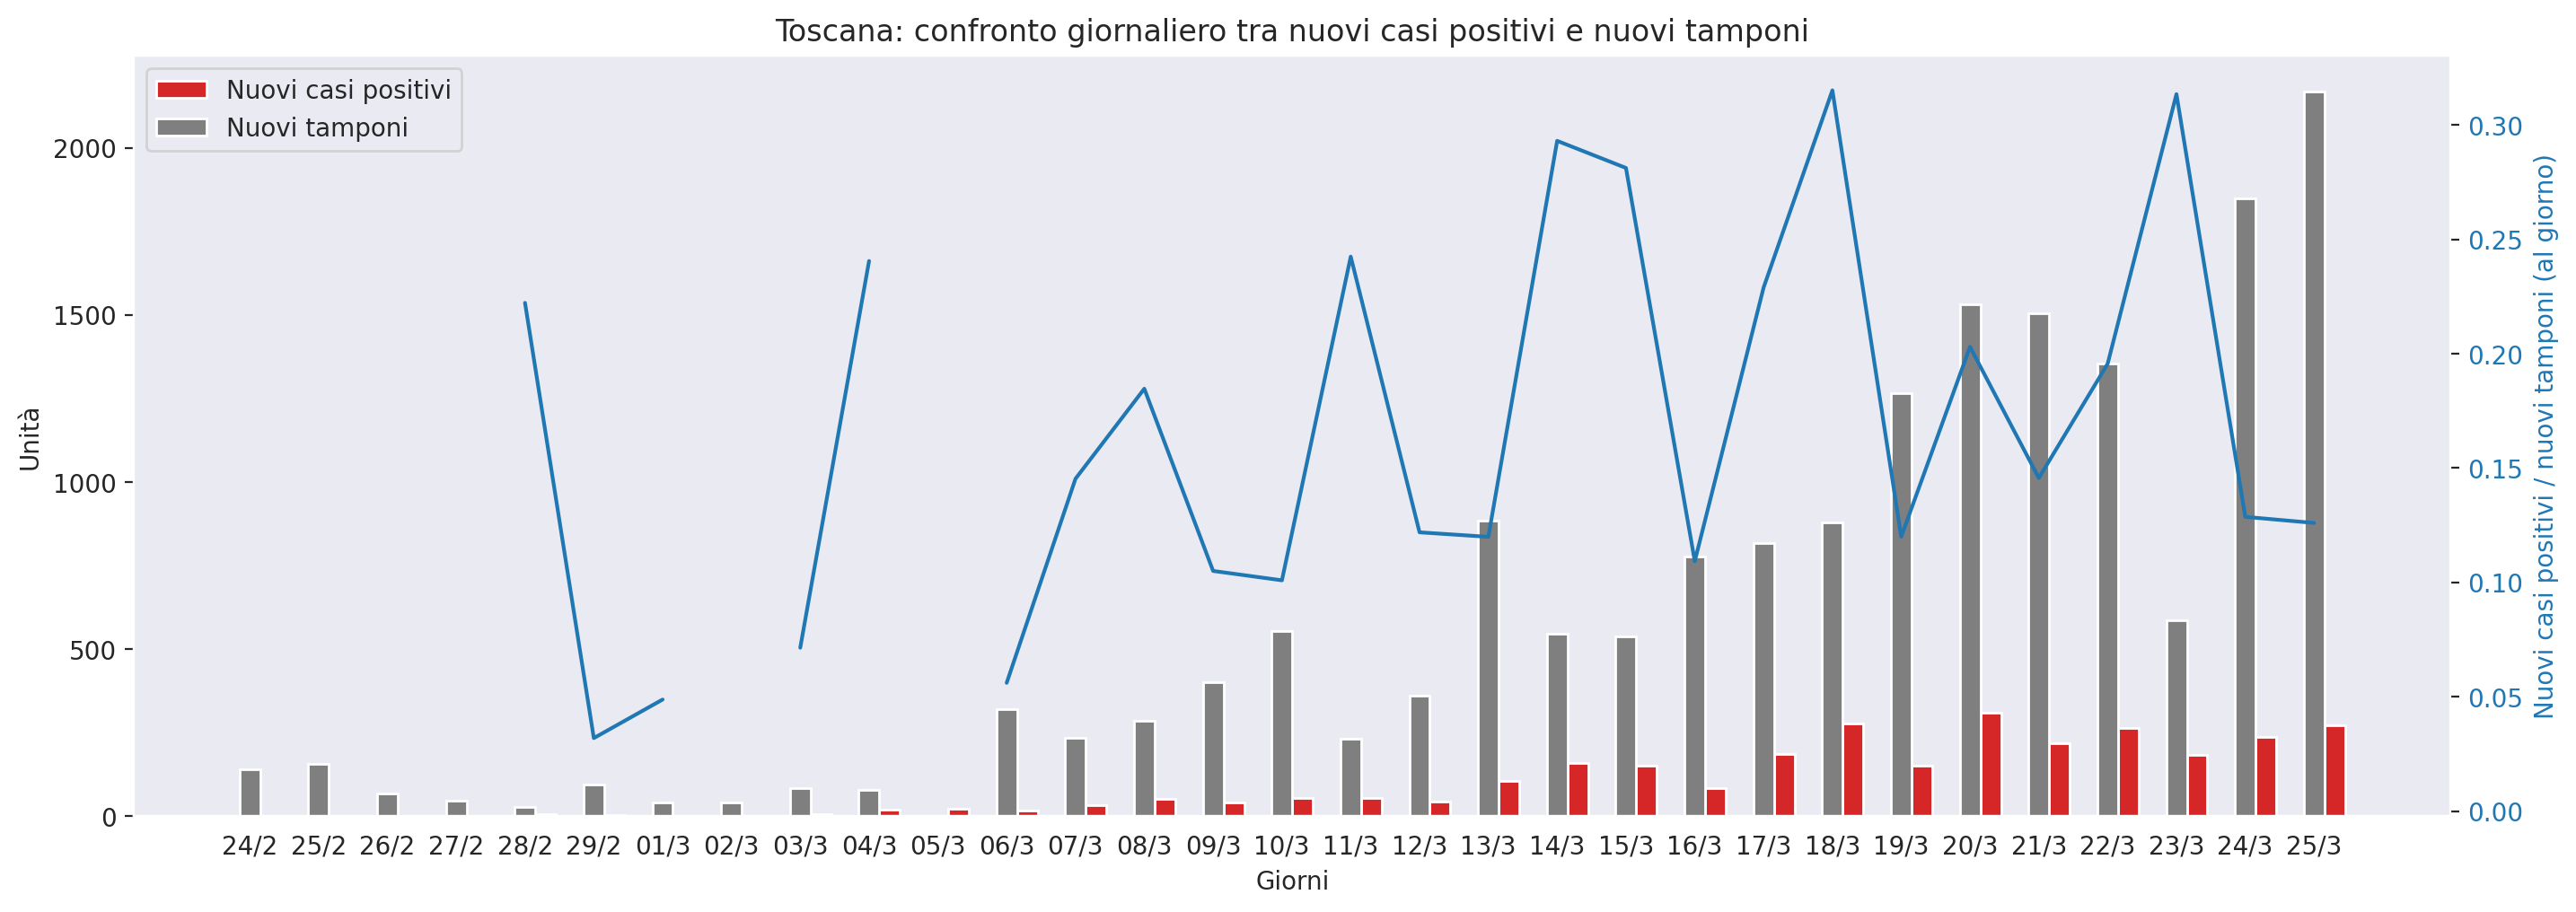 Toscana: confronto giornaliero tra nuovi casi positivi e nuovi tamponi
Nuovi casi positivi
Nuovi tamponi
Unità
2000
1500
1000
500
0
0.30
0.25
0.20
0.15
0.10
0.05
0.00
Nuovi casi positivi / nuovi tamponi (al giorno)
24/2 25/2 26/2 27/2 28/2 29/2 01/3 02/3 03/3 04/3 05/3 06/3 07/3 08/3 09/3 10/3 11/3 12/3 13/3 14/3 15/3 16/3 17/3 18/3 19/3 20/3 21/3 22/3 23/3 24/3 25/3
Giorni